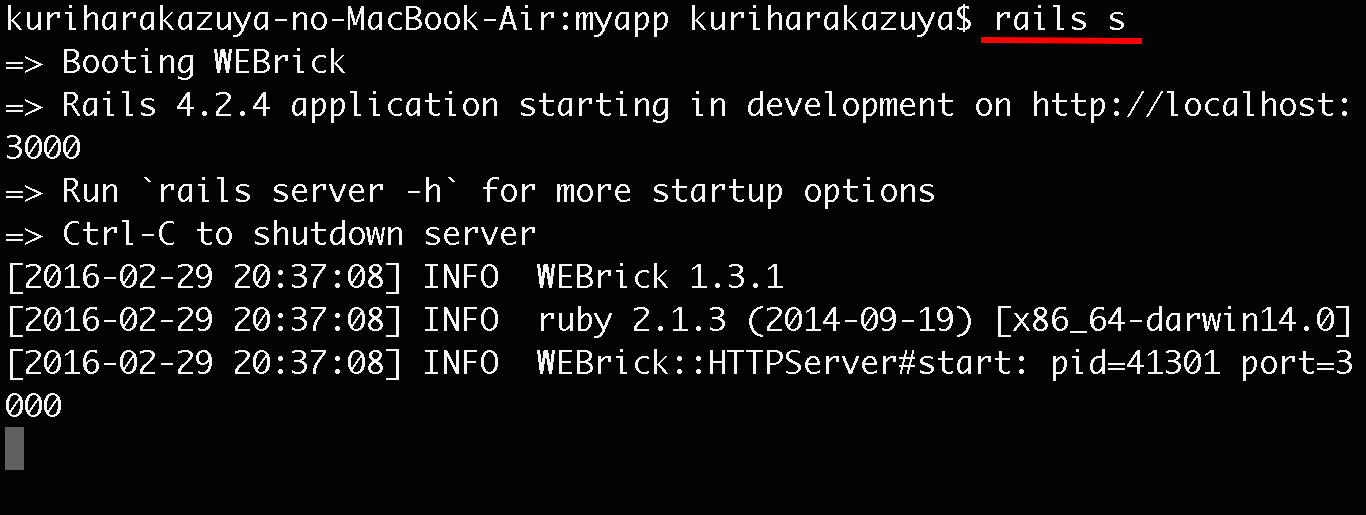 kuriharakazuya-no-MacBook-Air:myapp kuriharakazuya$ rails s
=> Booting WEBrick
=> Rails 4.2.4 application starting in development on http://localhost:
3000
=> Run `rails server -h` for more startup options
=> Ctrl-C to shutdown server
[2016-02-29 20:37:08] INFO  WEBrick 1.3.1
[2016-02-29 20:37:08] INFO  ruby 2.1.3 (2014-09-19) [x86_64-darwin14.0]
[2016-02-29 20:37:08] INFO  WEBrick::HTTPServer#start: pid=41301 port=3
000